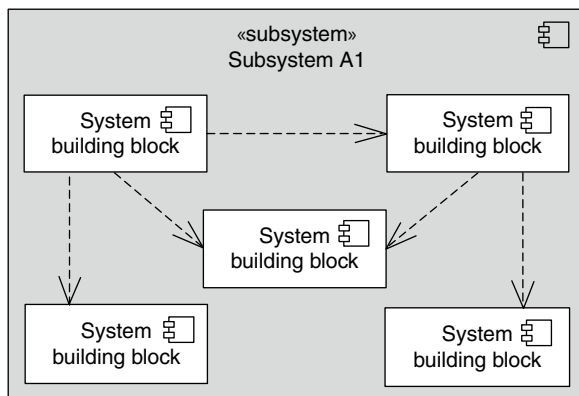 «subsystem»
Subsystem A1
System
building block
System
building block
System
building block
System
building block
System
building block